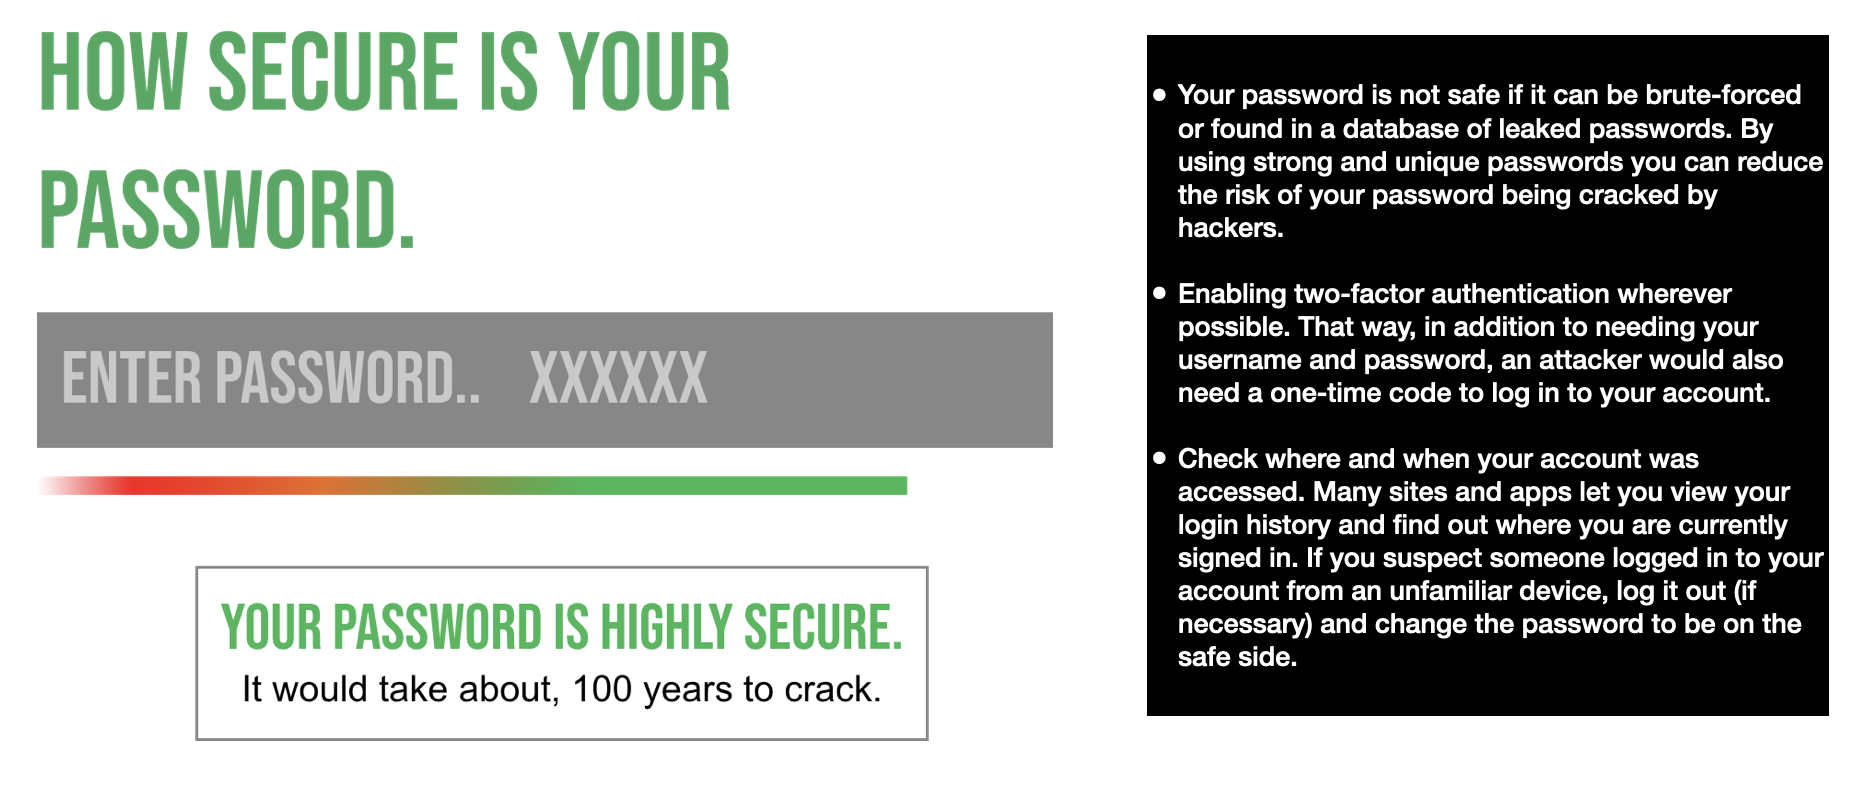 HOW SECURE IS YOUR
PASSWORD.
ENTER PASSWORD.. XXXXXX
YOUR PASSWORD IS HIGHLY SECURE.
It would take about, 100 years to crack.
• Your password is not safe if it can be brute-forced
or found in a database of leaked passwords. By
using strong and unique passwords you can reduce
the risk of your password being cracked by
hackers.
• Enabling two-factor authentication wherever
possible. That way, in addition to needing your
username and password, an attacker would also
need a one-time code to log in to your account.
• Check where and when your account was
accessed. Many sites and apps let you view your
login history and find out where you are currently
signed in. If you suspect someone logged in to your
account from an unfamiliar device, log it out (if
necessary) and change the password to be on the
safe side.